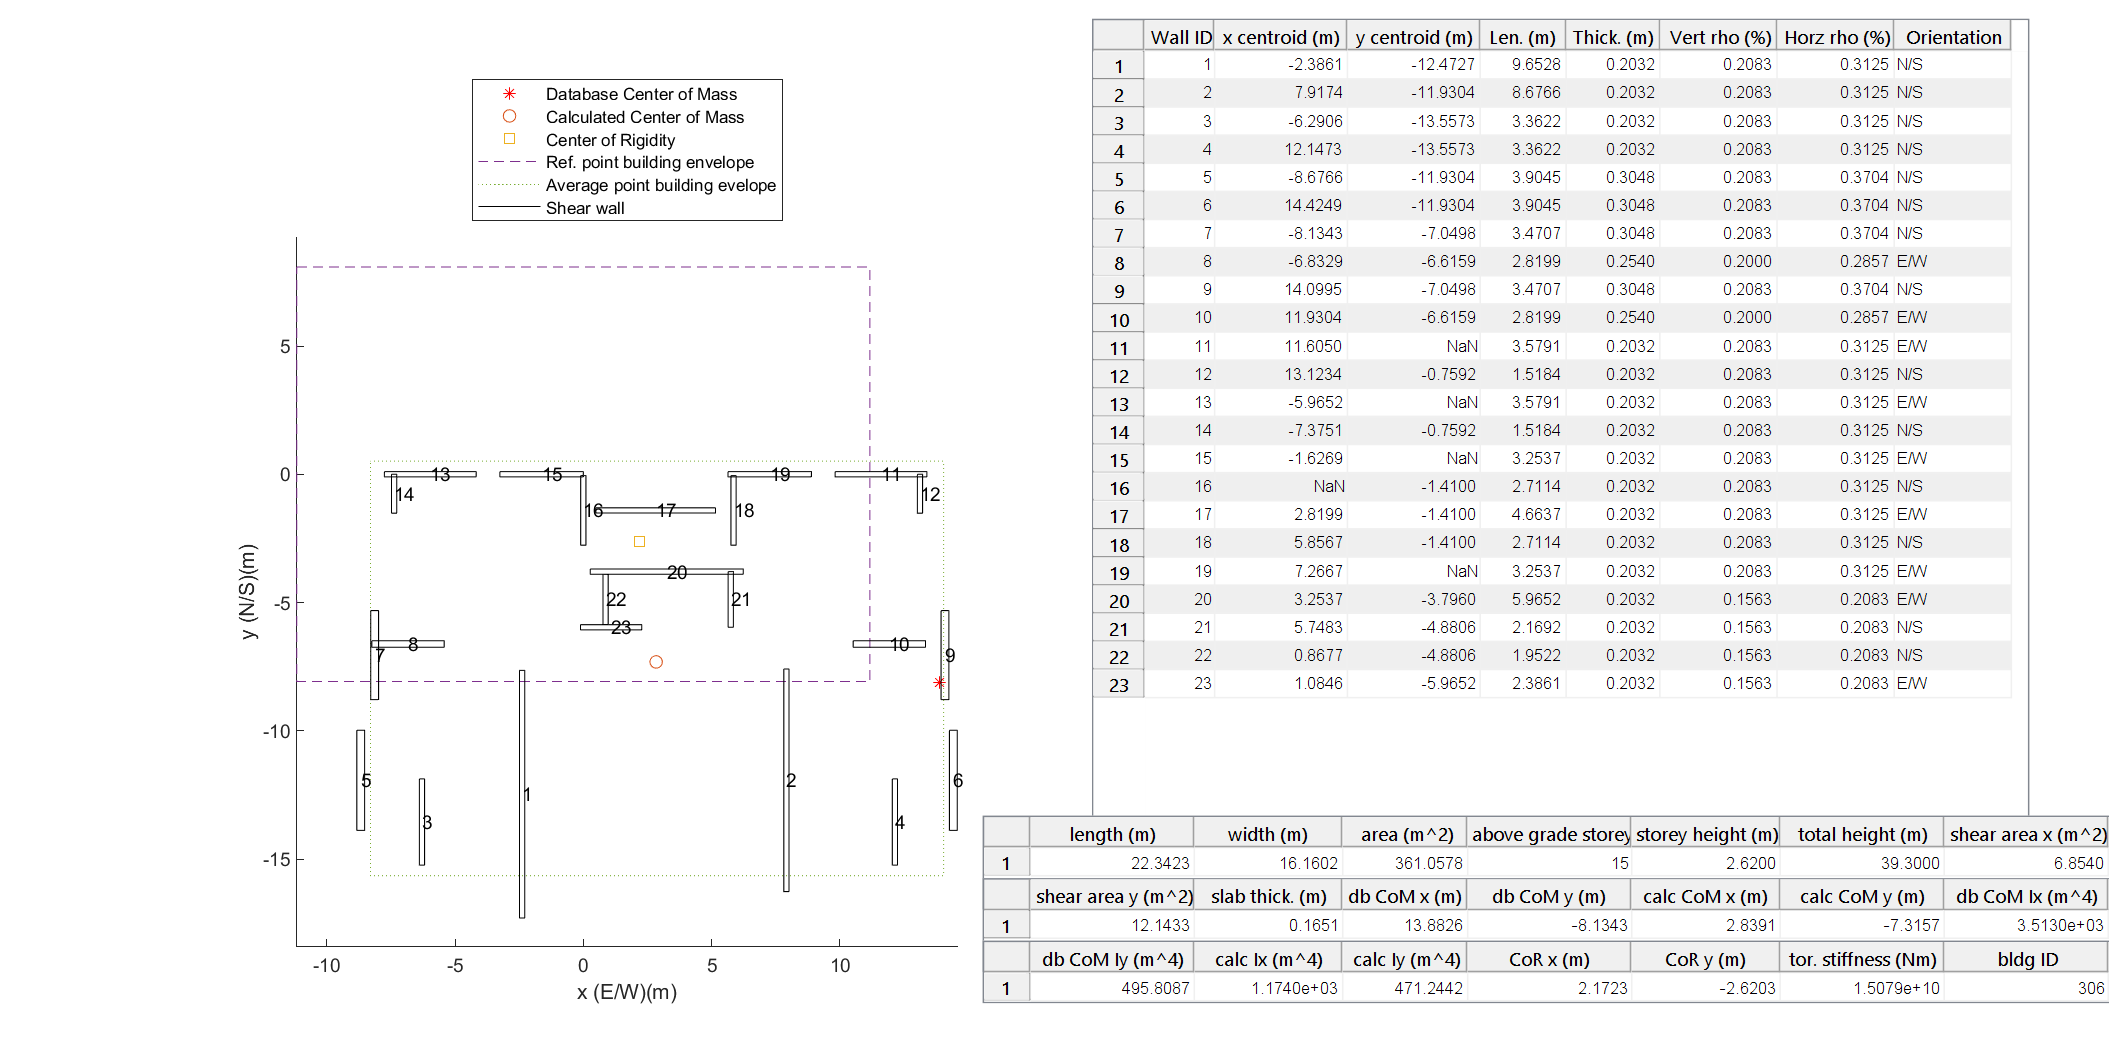 Database Center of Mass
Calculated Center of Mass
Center of Rigidity
Ref. point building envelope
Average point building evelope
Shear wall
5
0
-5
-10
-15
-10
-5
0
5
10
x (E/W)(m)
y (N/S)(m)
13
15
19
11
14
12
16
17
18
20
22
21
23
8
10
7
9
5
6
1
2
3
4
Wall ID x centroid (m) y centroid (m) Len. (m) Thick. (m) Vert rho (%) Horz rho (%) Orientation
1 1 -2.3861 -12.4727 9.6528 0.2032 0.2083 0.3125 N/S
2 2 7.9174 -11.9304 8.6766 0.2032 0.2083 0.3125 N/S
3 3 -6.2906 -13.5573 3.3622 0.2032 0.2083 0.3125 N/S
4 4 12.1473 -13.5573 3.3622 0.2032 0.2083 0.3125 N/S
5 5 -8.6766 -11.9304 3.9045 0.3048 0.2083 0.3704 N/S
6 6 14.4249 -11.9304 3.9045 0.3048 0.2083 0.3704 N/S
7 7 -8.1343 -7.0498 3.4707 0.3048 0.2083 0.3704 N/S
8 8 -6.8329 -6.6159 2.8199 0.2540 0.2000 0.2857 E/W
9 9 14.0995 -7.0498 3.4707 0.3048 0.2083 0.3704 N/S
10 10 11.9304 -6.6159 2.8199 0.2540 0.2000 0.2857 E/W
11 11 11.6050 NaN 3.5791 0.2032 0.2083 0.3125 E/W
12 12 13.1234 -0.7592 1.5184 0.2032 0.2083 0.3125 N/S
13 13 -5.9652 NaN 3.5791 0.2032 0.2083 0.3125 E/W
14 14 -7.3751 -0.7592 1.5184 0.2032 0.2083 0.3125 N/S
15 15 -1.6269 NaN 3.2537 0.2032 0.2083 0.3125 E/W
16 16 NaN -1.4100 2.7114 0.2032 0.2083 0.3125 N/S
17 17 2.8199 -1.4100 4.6637 0.2032 0.2083 0.3125 E/W
18 18 5.8567 -1.4100 2.7114 0.2032 0.2083 0.3125 N/S
19 19 7.2667 NaN 3.2537 0.2032 0.2083 0.3125 E/W
20 20 3.2537 -3.7960 5.9652 0.2032 0.1563 0.2083 E/W
21 21 5.7483 -4.8806 2.1692 0.2032 0.1563 0.2083 N/S
22 22 0.8677 -4.8806 1.9522 0.2032 0.1563 0.2083 N/S
23 23 1.0846 -5.9652 2.3861 0.2032 0.1563 0.2083 E/W
length (m) width (m) area (m^2) above grade storey storey height (m) total height (m) shear area x (m^2)
1 22.3423 16.1602 361.0578 15 2.6200 39.3000 6.8540
shear area y (m^2) slab thick. (m) db CoM x (m) db CoM y (m) calc CoM x (m) calc CoM y (m) db CoM Ix (m^4)
1 12.1433 0.1651 13.8826 -8.1343 2.8391 -7.3157 3.5130e+03
db CoM Iy (m^4) calc Ix (m^4) calc Iy (m^4) CoR x (m) CoR y (m) tor. stiffness (Nm) bldg ID
1 495.8087 1.1740e+03 471.2442 2.1723 -2.6203 1.5079e+10 306